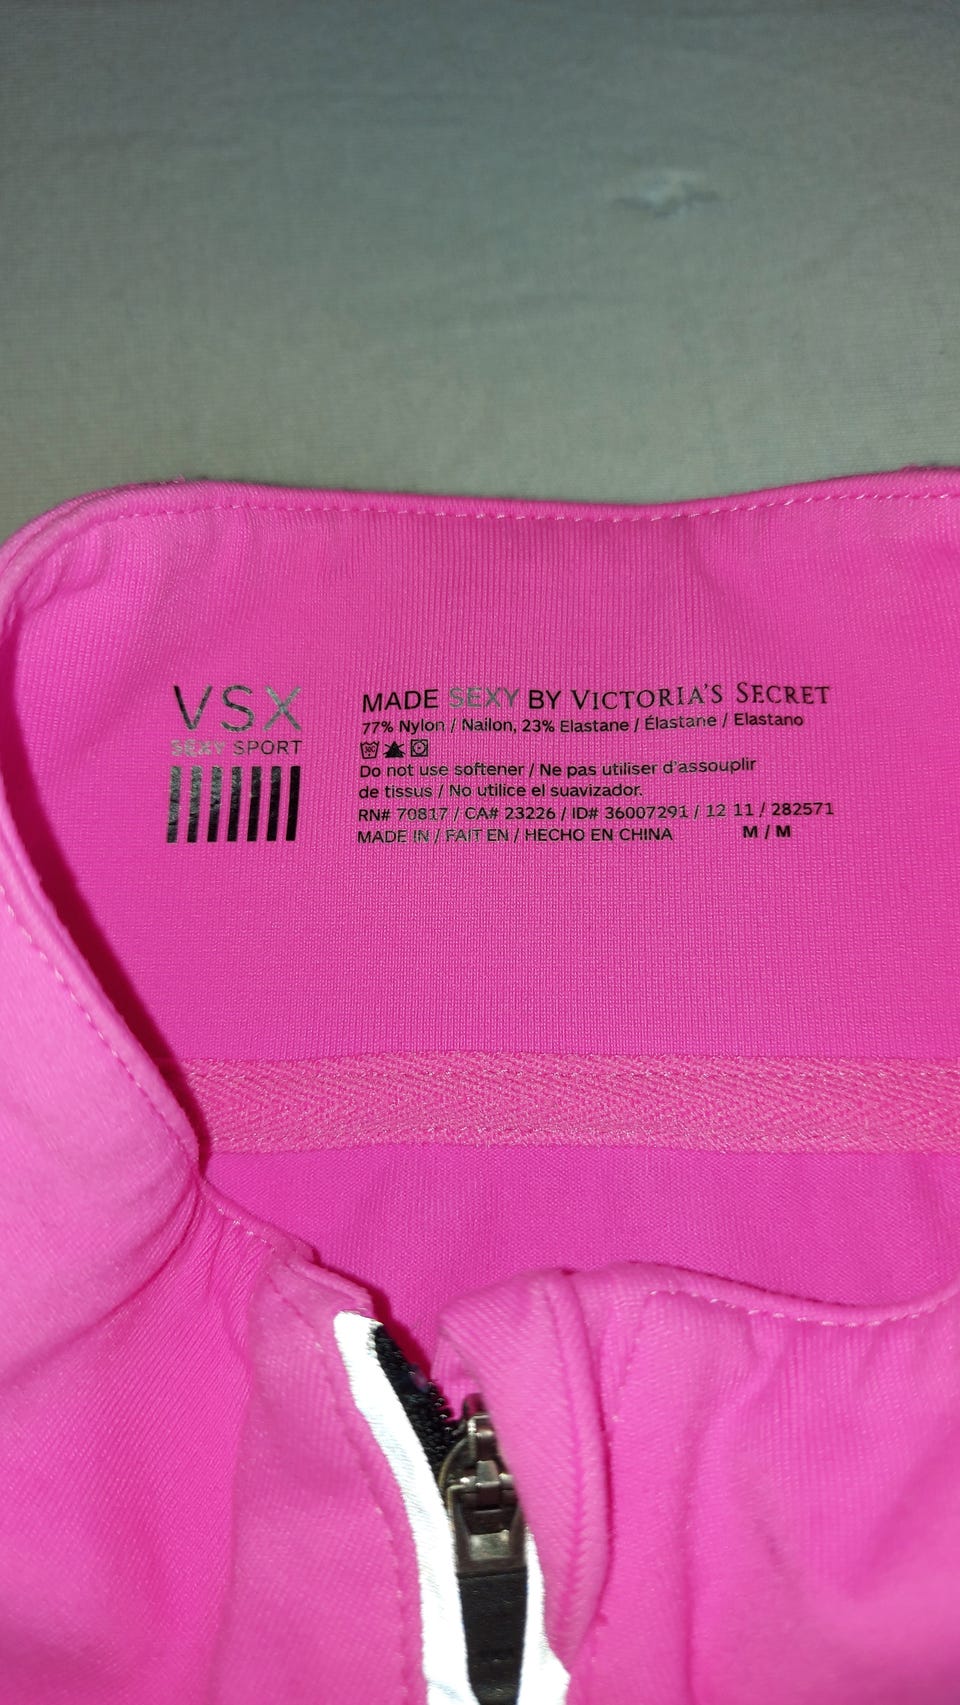 VSX
SEXY SPORT
MADE SEXY BY VICTORIA'S SECRET
77% Nylon / Nailon, 23% Elastane / Élastane / Elastano
Do not use softener / Ne pas utiliser d'assouplir
de tissus / No utilice el suavizador.
RN# 70817 / CA# 23226 / ID# 36007291 / 12 11 / 282571
MADE IN / FAIT EN / HECHO EN CHINA M / M